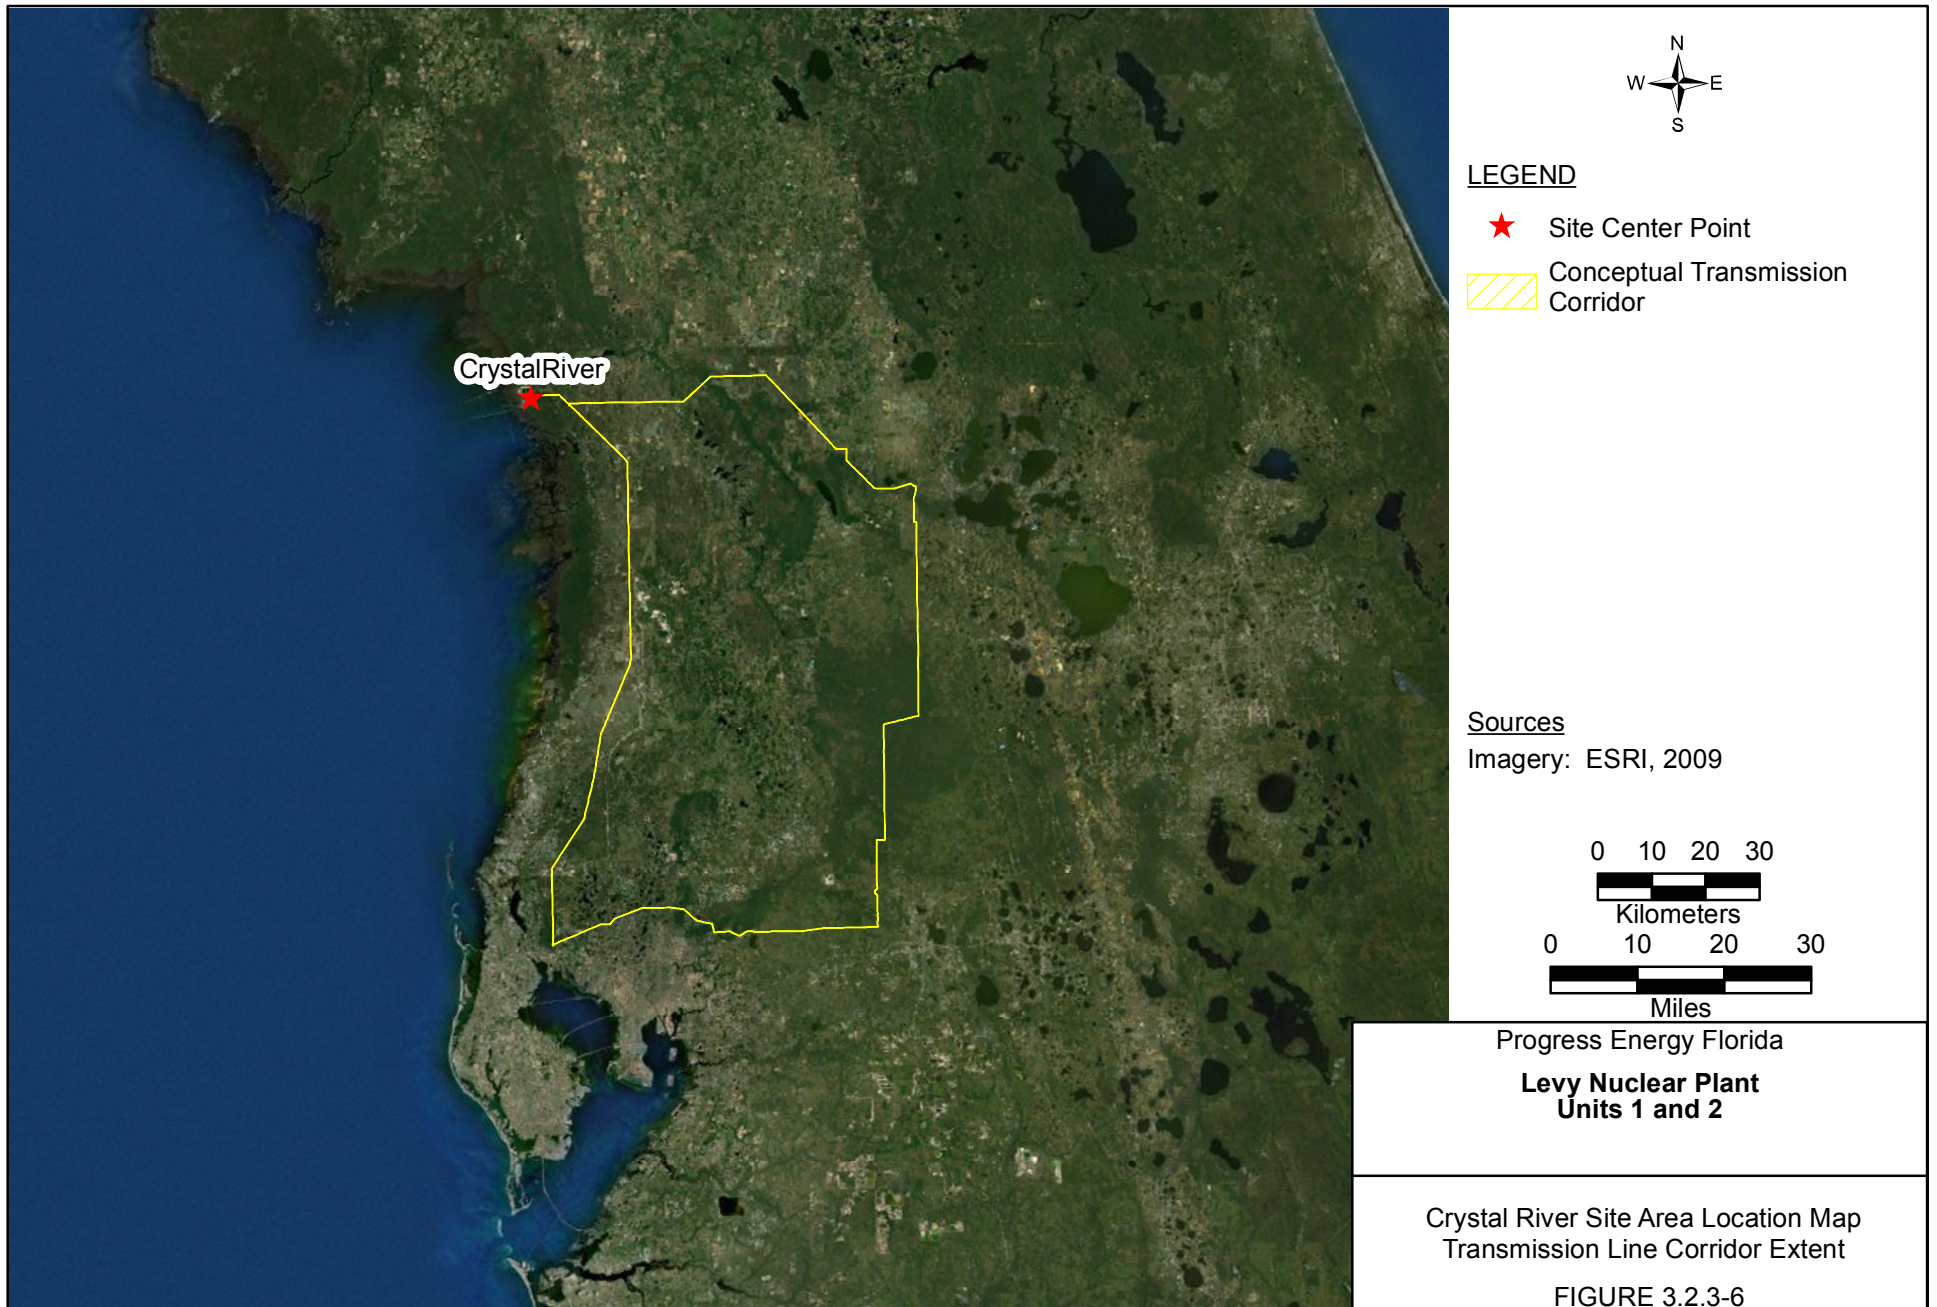 N
W E
S
LEGEND
Site Center Point
Conceptual Transmission
Corridor
CrystalRiver
Sources
Imagery: ESRI, 2009
0 10 20 30
Kilometers
0 10 20 30
Miles
Progress Energy Florida
Levy Nuclear Plant
Units 1 and 2
Crystal River Site Area Location Map
Transmission Line Corridor Extent
FIGURE 3.2.3-6